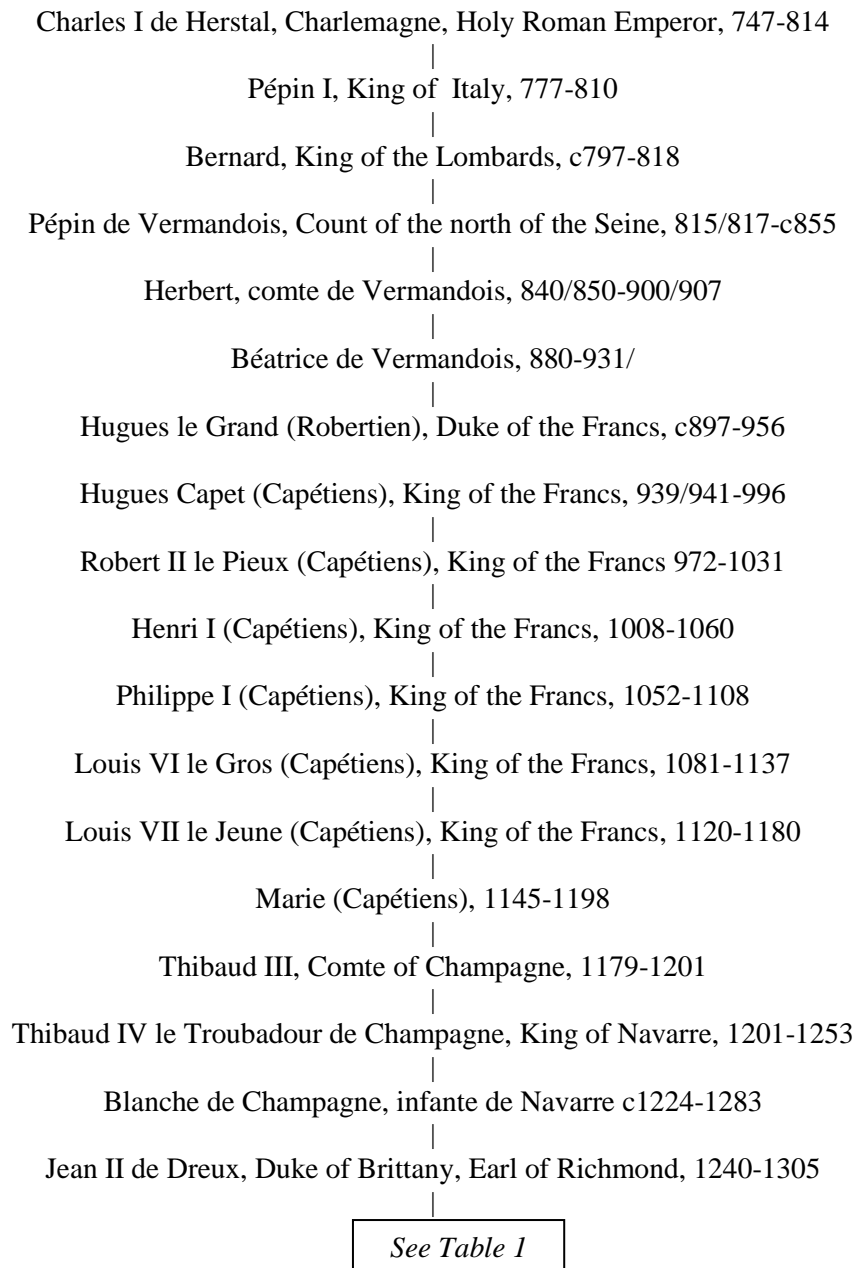 Charles I de Herstal, Charlemagne, Holy Roman Emperor, 747-814
Pépin I, King of Italy, 777-810
Bernard, King of the Lombards, c797-818
Pépin de Vermandois, Count of the north of the Seine, 815/817-c855
Herbert, comte de Vermandois, 840/850-900/907
Béatrice de Vermandois, 880-931/
Hugues le Grand (Robertien), Duke of the Francs, c897-956
Hugues Capet (Capétiens), King of the Francs, 939/941-996
Robert II le Pieux (Capétiens), King of the Francs 972-1031
Henri I (Capétiens), King of the Francs, 1008-1060
Philippe I (Capétiens), King of the Francs, 1052-1108
Louis VI le Gros (Capétiens), King of the Francs, 1081-1137
Louis VII le Jeune (Capétiens), King of the Francs, 1120-1180
Marie (Capétiens), 1145-1198
Thibaud III, Comte of Champagne, 1179-1201
Thibaud IV le Troubadour de Champagne, King of Navarre, 1201-1253
Blanche de Champagne, infante de Navarre c1224-1283
Jean II de Dreux, Duke of Brittany, Earl of Richmond, 1240-1305
See Table 1